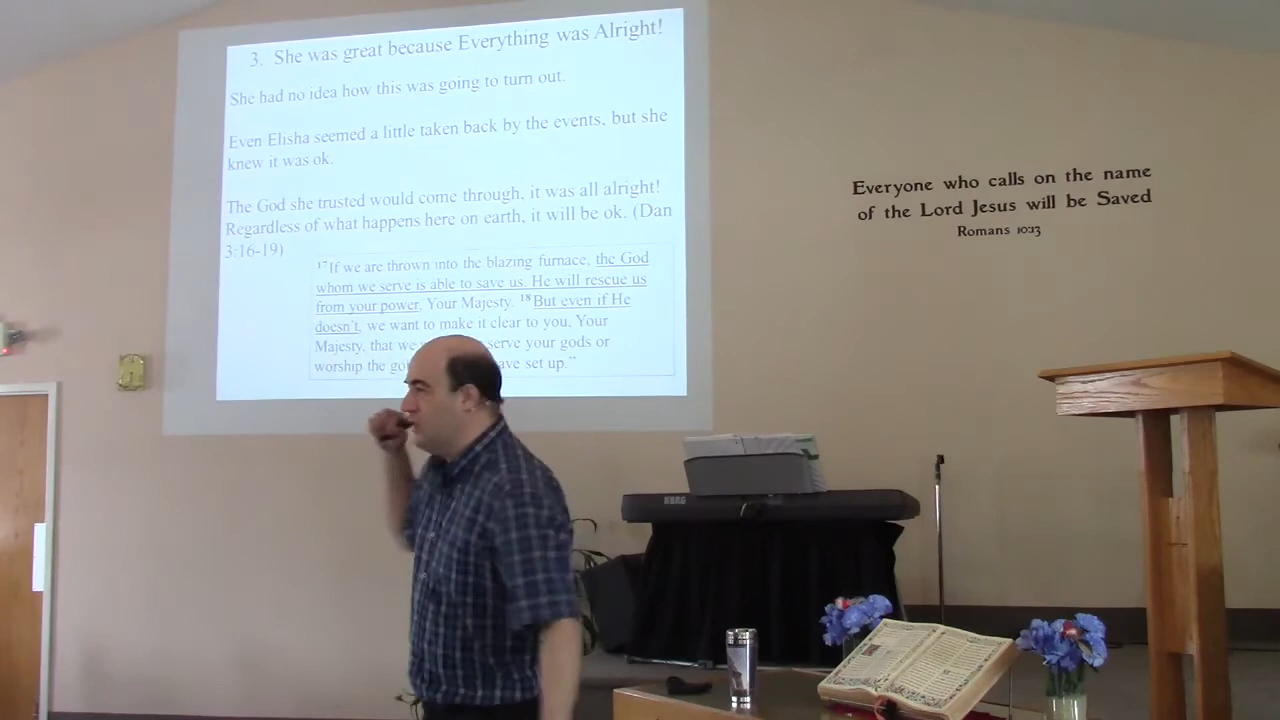 3. She was great because Everything was Alright!
She had no idea how this was going to turn out.
Even Elisha seemed a little taken back by the events, but she
knew it was ok.
The God she trusted would come through, it was all alright!
Regardless of what happens here on earth, it will be ok. (Dan
3:16-19)
17If we are thrown into the blazing furnace, the God
whom we serve is able to save us. He will rescue us
from your power, Your Majesty. 18But even if He
doesn't, we want to make it clear to you, Your
Majesty, that we serve your gods or
worship the set up."
Everyone who calls on the name
of the Lord Jesus will be Saved
Romans 10:13
KORG